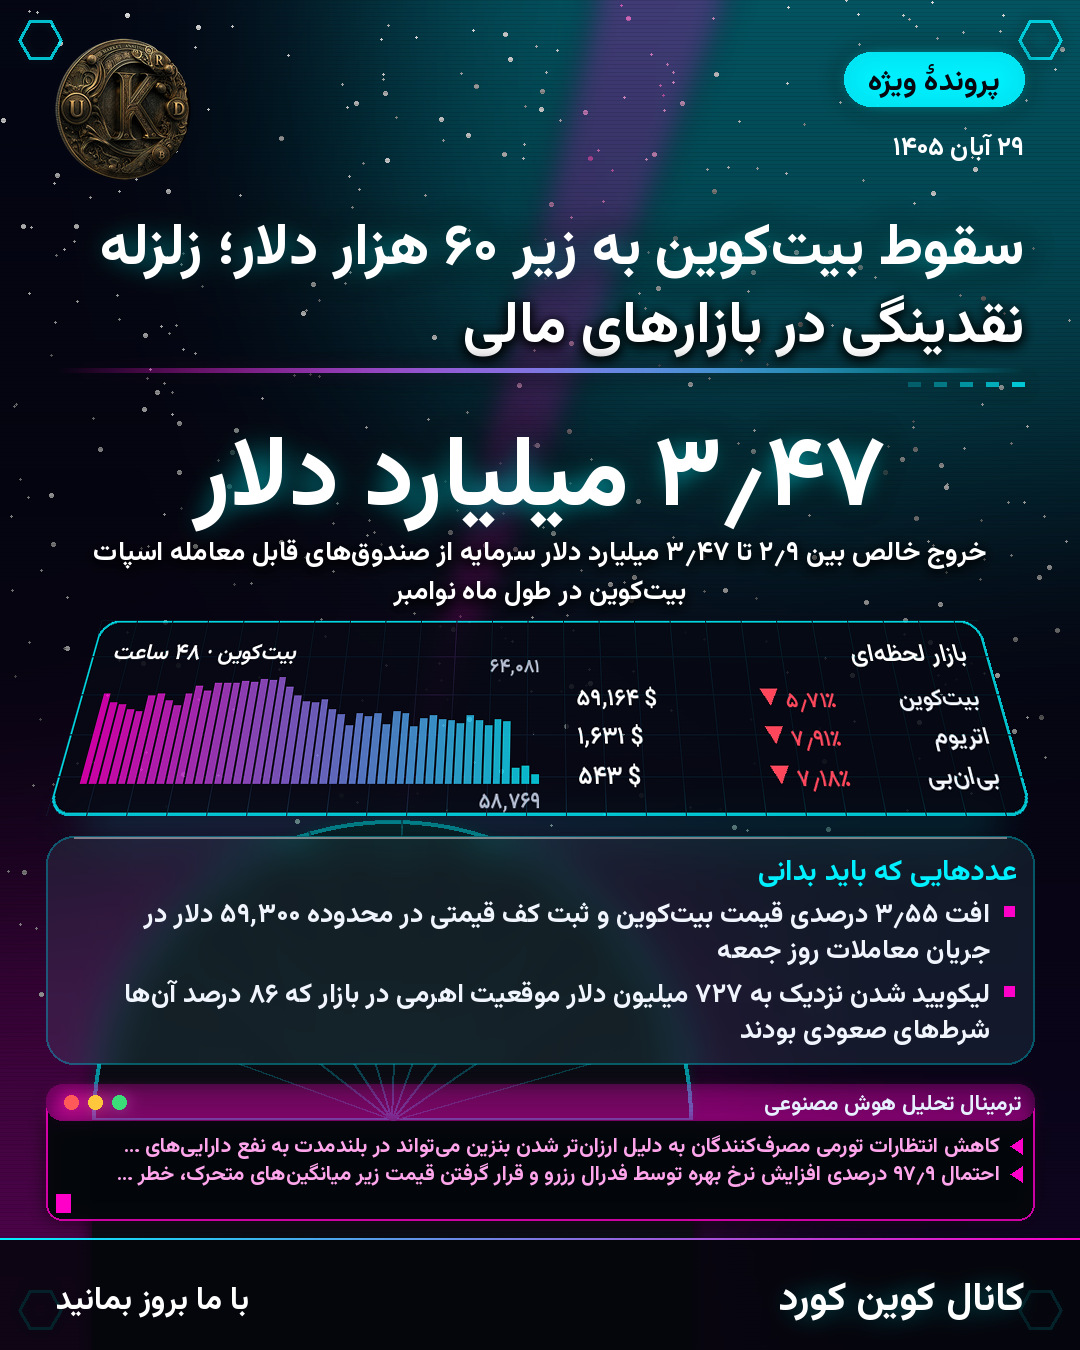 پروندهٔ ویژه
۲۹ آبان ۱۴۰۵
سقوط بیت‌کوین به زیر ۶۰ هزار دلار؛ زلزله
نقدینگی در بازارهای مالی
۳٫۴۷ میلیارد دلار
خروج خالص بین ۲٫۹ تا ۳٫۴۷ میلیارد دلار سرمایه از صندوق‌های قابل معامله اسپات
بیت‌کوین در طول ماه نوامبر
بازار لحظه‌ای
بیت‌کوین ۵٫۷۱٪ ▼ ۵۹,۱۶۴ $
اتریوم ۷٫۹۱٪ ▼ ۱,۶۳۱ $
بی‌ان‌بی ۷٫۱۸٪ ▼ ۵۴۳ $
بیت‌کوین · ۴۸ ساعت
۶۴,۰۸۱
۵۸,۷۶۹
عددهایی که باید بدانی
افت ۳٫۵۵ درصدی قیمت بیت‌کوین و ثبت کف قیمتی در محدوده ۵۹,۳۰۰ دلار در
جریان معاملات روز جمعه
لیکویید شدن نزدیک به ۷۲۷ میلیون دلار موقعیت اهرمی در بازار که ۸۶ درصد آن‌ها
شرط‌های صعودی بودند
ترمینال تحلیل هوش مصنوعی
کاهش انتظارات تورمی مصرف‌کنندگان به دلیل ارزان‌تر شدن بنزین می‌تواند در بلندمدت به نفع دارایی‌های ...
احتمال ۹۷٫۹ درصدی افزایش نرخ بهره توسط فدرال رزرو و قرار گرفتن قیمت زیر میانگین‌های متحرک، خطر ...
کانال کوین کورد
با ما بروز بمانید
K
U
R
D